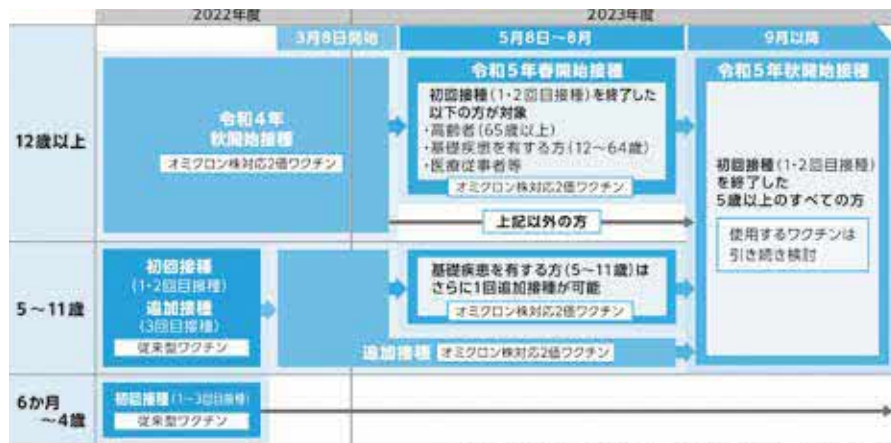 2022年度
2023年度
3月8日開始
5月8日～8月
9月以降
12歳以上
令和4年
秋開始接種
オミクロン株対応2価ワクチン
令和5年春開始接種
初回接種(1・2回目接種)を終了した
以下の方が対象
・高齢者(65歳以上)
・基礎疾患を有する方(12～64歳)
・医療従事者等
オミクロン株対応2価ワクチン
上記以外の方
令和5年秋開始接種
初回接種(1・2回目接種)
を終了した
5歳以上のすべての方
使用するワクチンは
引き続き検討
5～11歳
初回接種
(1・2回目接種)
追加接種
(3回目接種)
従来型ワクチン
基礎疾患を有する方(5～11歳)は
さらに1回追加接種が可能
オミクロン株対応2価ワクチン
追加接種 オミクロン株対応2価ワクチン
6か月
～4歳
初回接種(1～3回目接種)
従来型ワクチン